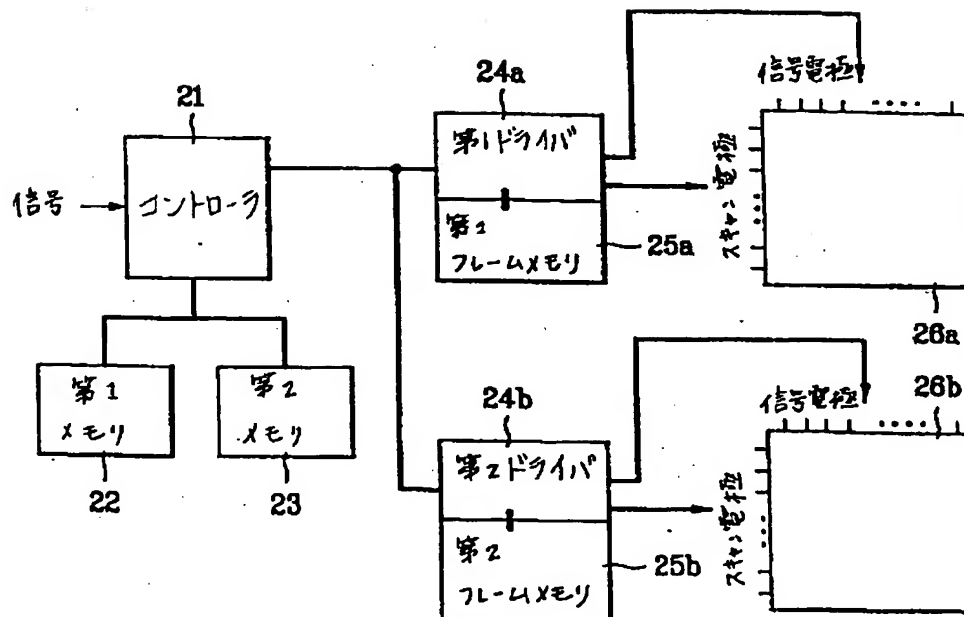 21
信号
コントローラ
第1
メモリ
22
第2
メモリ
23
24a
第1ドライバ
第1
フレームメモリ
25a
信号電極
スキャン電極
26a
24b
第2ドライバ
第2
フレームメモリ
25b
信号電極
スキャン電極
26b